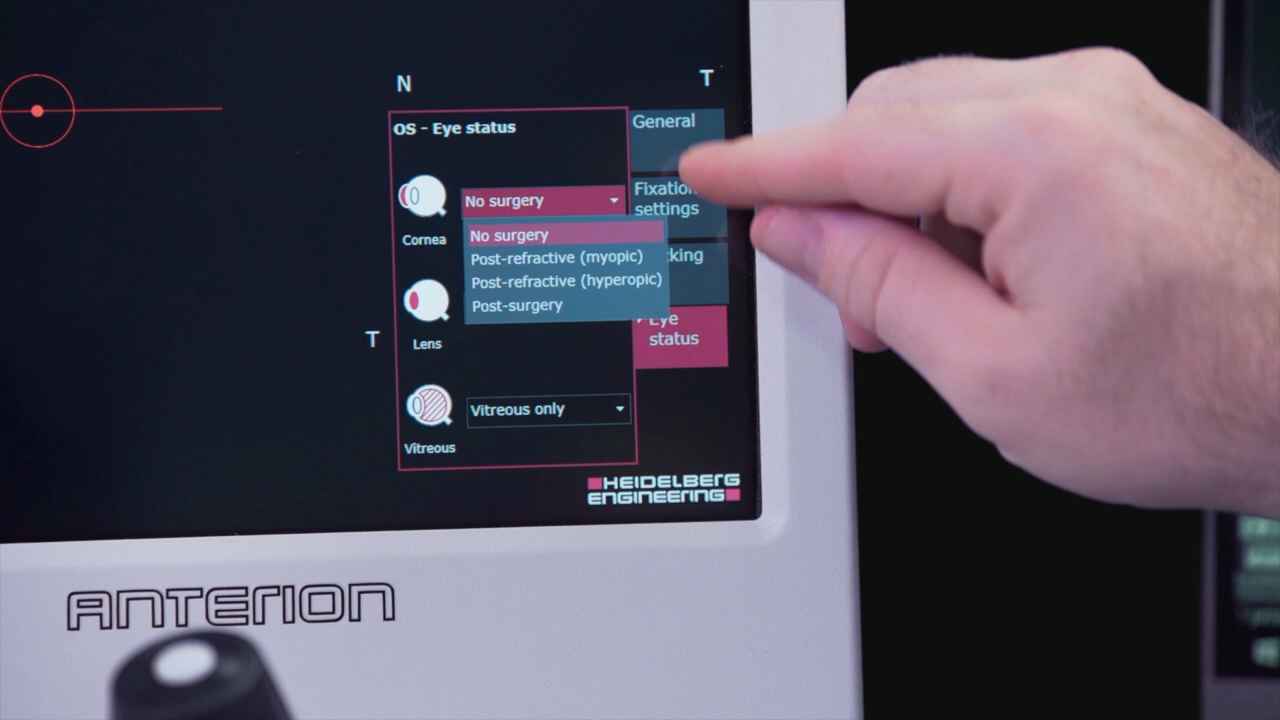 N
T
OS - Eye status
General
No surgery
Fixation
settings
Cornea
No surgery
Post-refractive (myopic)
Post-refractive (hyperopic)
Post-surgery
Eye
status
T
Lens
Vitreous only
Vitreous
HEIDELBERG
ENGINEERING
ANTERION